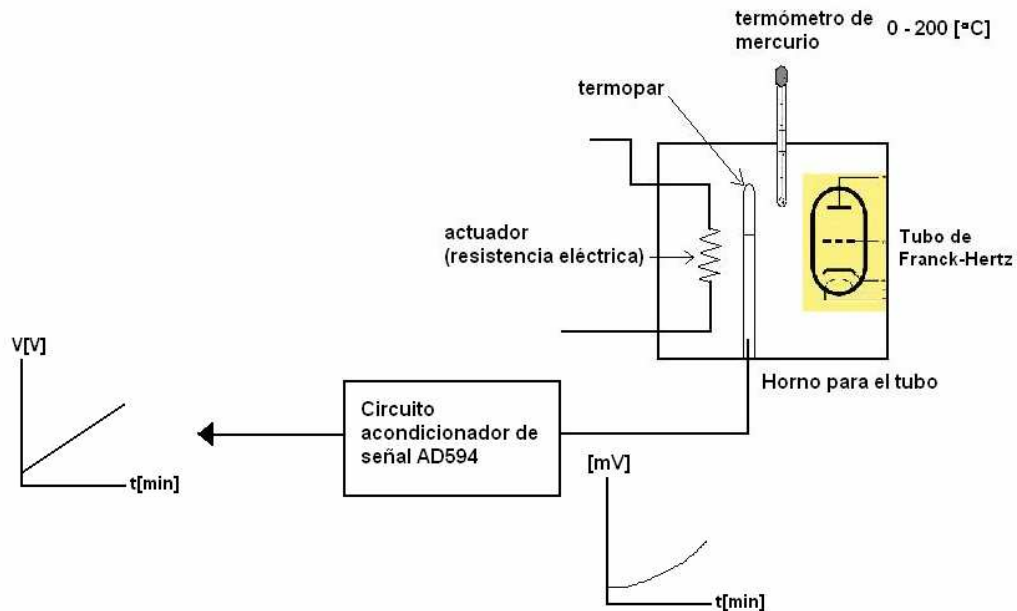 termómetro de
mercurio
0 - 200 [ºC]
termopar
actuador
(resistencia eléctrica)
Tubo de
Franck-Hertz
Horno para el tubo
V[V]
t[min]
Circuito
acondicionador de
señal AD594
[mV]
t[min]